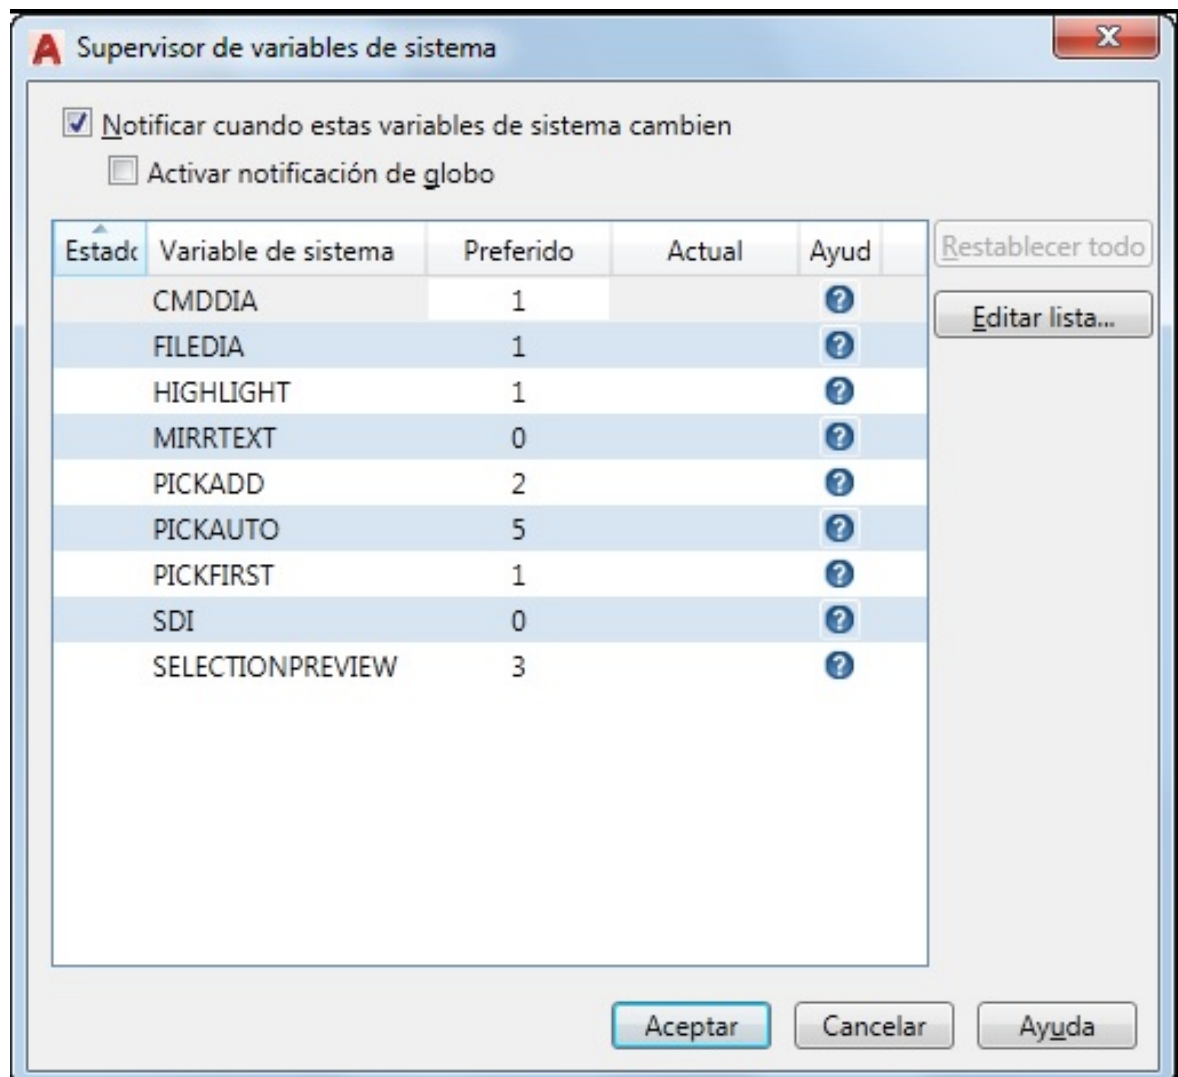 Supervisor de variables de sistema
Notificar cuando estas variables de sistema cambien
Activar notificación de globo
Estado Variable de sistema Preferido Actual Ayud
Restablecer todo
CMDDIA 1
Editar lista...
FILEDIA 1
HIGHLIGHT 1
MIRRTEXT 0
PICKADD 2
PICKAUTO 5
PICKFIRST 1
SDI 0
SELECTIONPREVIEW 3
Aceptar Cancelar Ayuda